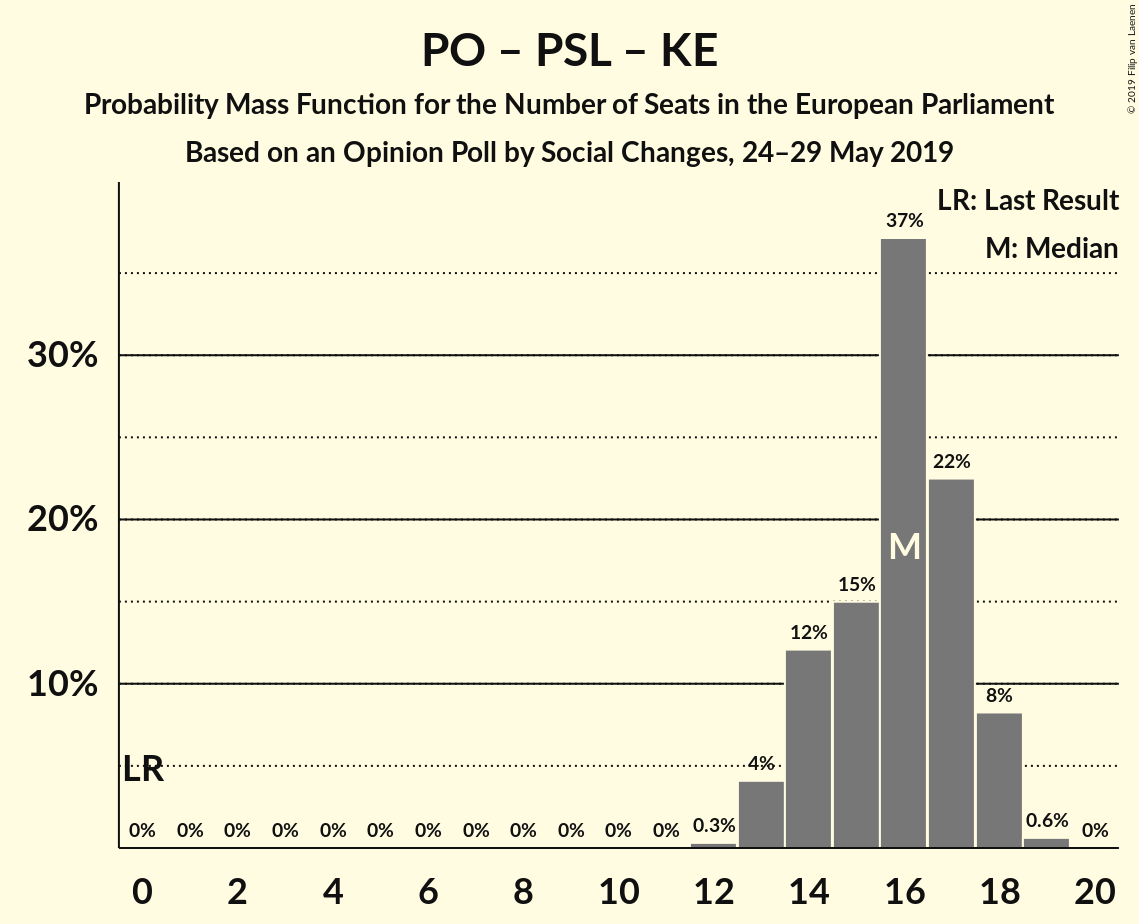 PO – PSL – KE
Probability Mass Function for the Number of Seats in the European Parliament
Based on an Opinion Poll by Social Changes, 24–29 May 2019
© 2019 Filip van Laenen
LR: Last Result
M: Median
37%
30%
22%
20%
M
15%
12%
10%
8%
LR
4%
0% 0% 0% 0% 0% 0% 0% 0% 0% 0% 0% 0% 0.3% 0.6% 0%
0 2 4 6 8 10 12 14 16 18 20